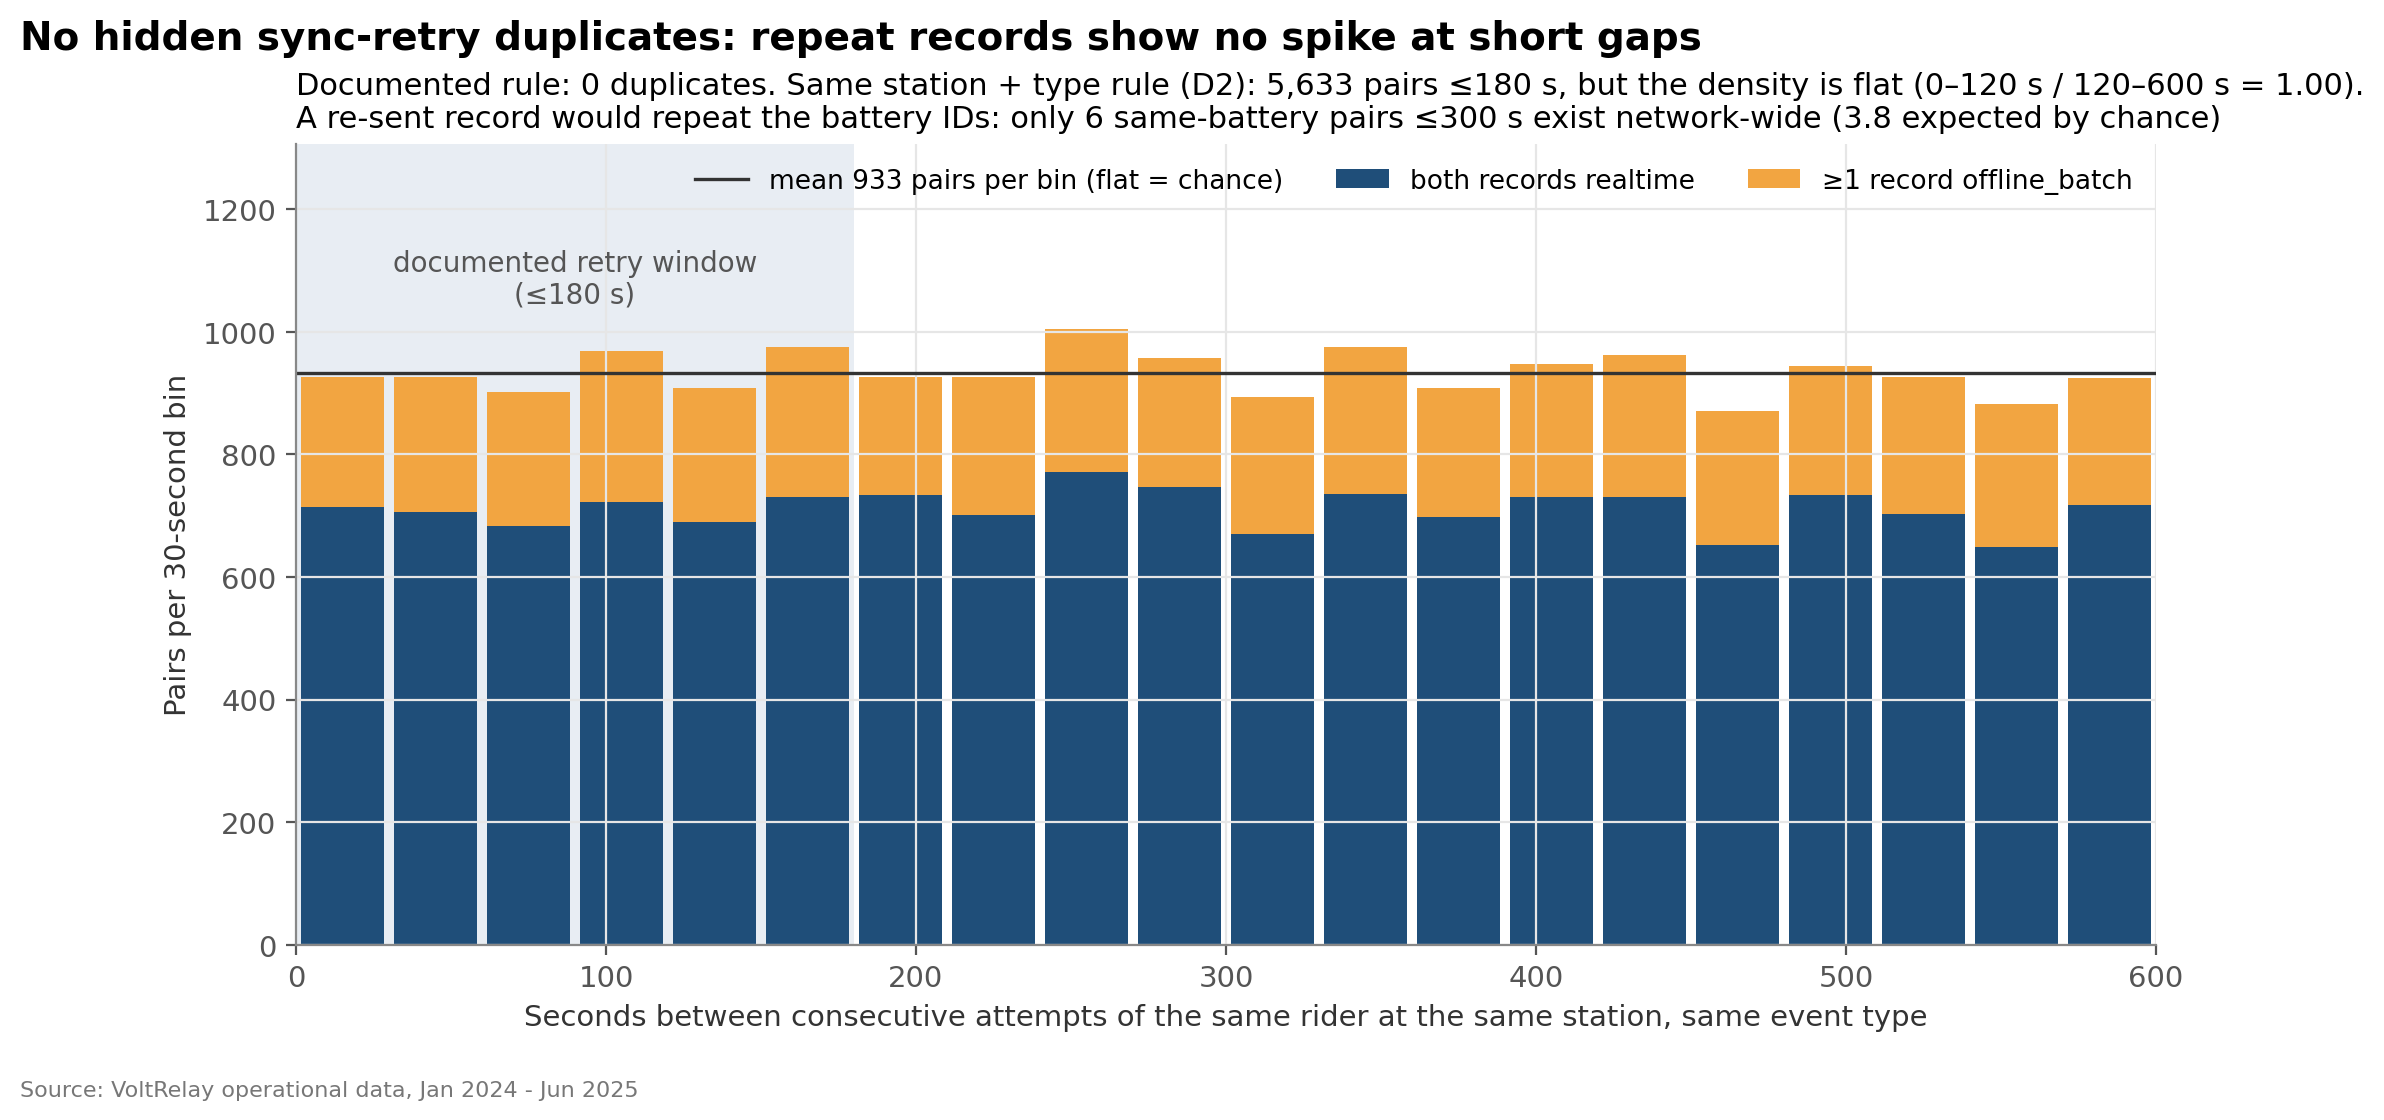 No hidden sync-retry duplicates: repeat records show no spike at short gaps
Documented rule: 0 duplicates. Same station + type rule (D2): 5,633 pairs ≤180 s, but the density is flat (0–120 s / 120–600 s = 1.00).
A re-sent record would repeat the battery IDs: only 6 same-battery pairs ≤300 s exist network-wide (3.8 expected by chance)
mean 933 pairs per bin (flat = chance)
both records realtime
≥1 record offline_batch
documented retry window
(≤180 s)
Pairs per 30-second bin
1200
1000
800
600
400
200
0
0 100 200 300 400 500 600
Seconds between consecutive attempts of the same rider at the same station, same event type
Source: VoltRelay operational data, Jan 2024 - Jun 2025